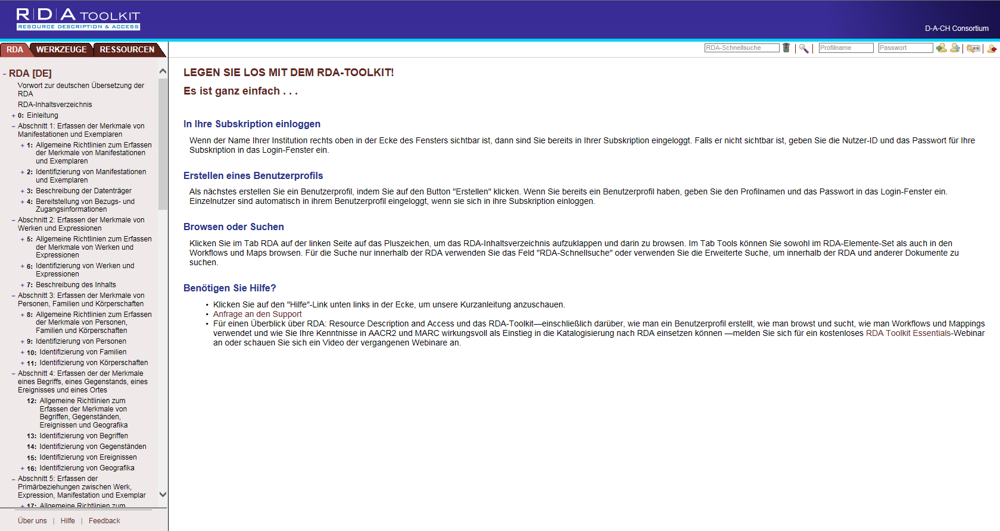 R|D|A TOOLKIT
RESOURCE DESCRIPTION & ACCESS
D-A-CH Consortium
RDA
WERKZEUGE
RESSOURCEN
RDA-Schnellsuche
Profilname
Passwort
– RDA [DE]
Vorwort zur deutschen Übersetzung der
RDA
RDA-Inhaltsverzeichnis
+ 0: Einleitung
– Abschnitt 1: Erfassen der Merkmale von
Manifestationen und Exemplaren
+ 1: Allgemeine Richtlinien zum Erfassen
der Merkmale von Manifestationen
und Exemplaren
+ 2: Identifizierung von Manifestationen
und Exemplaren
+ 3: Beschreibung der Datenträger
+ 4: Bereitstellung von Bezugs- und
Zugangsinformationen
– Abschnitt 2: Erfassen der Merkmale von
Werken und Expressionen
+ 5: Allgemeine Richtlinien zum Erfassen
der Merkmale von Werken und
Expressionen
+ 6: Identifizierung von Werken und
Expressionen
+ 7: Beschreibung des Inhalts
– Abschnitt 3: Erfassen der Merkmale von
Personen, Familien und Körperschaften
+ 8: Allgemeine Richtlinien zum Erfassen
der Merkmale von Personen,
Familien und Körperschaften
+ 9: Identifizierung von Personen
+ 10: Identifizierung von Familien
+ 11: Identifizierung von Körperschaften
– Abschnitt 4: Erfassen der der Merkmale
eines Begriffs, eines Gegenstands, eines
Ereignisses und eines Ortes
12: Allgemeine Richtlinien zum
Erfassen der Merkmale von
Begriffen, Gegenständen,
Ereignissen und Geografika
13: Identifizierung von Begriffen
14: Identifizierung von Gegenständen
15: Identifizierung von Ereignissen
+ 16: Identifizierung von Geografika
– Abschnitt 5: Erfassen der
Primärbeziehungen zwischen Werk,
Expression, Manifestation und Exemplar
+ 17: Allgemeine Richtlinien zum
Über uns | Hilfe | Feedback
LEGEN SIE LOS MIT DEM RDA-TOOLKIT!
Es ist ganz einfach . . .
In Ihre Subskription einloggen
Wenn der Name Ihrer Institution rechts oben in der Ecke des Fensters sichtbar ist, dann sind Sie bereits in Ihrer Subskription eingeloggt. Falls er nicht sichtbar ist, geben Sie die Nutzer-ID und das Passwort für Ihre
Subskription in das Login-Fenster ein.
Erstellen eines Benutzerprofils
Als nächstes erstellen Sie ein Benutzerprofil, indem Sie auf den Button "Erstellen" klicken. Wenn Sie bereits ein Benutzerprofil haben, geben Sie den Profilnamen und das Passwort in das Login-Fenster ein.
Einzelnutzer sind automatisch in ihrem Benutzerprofil eingeloggt, wenn sie sich in ihre Subskription einloggen.
Browsen oder Suchen
Klicken Sie im Tab RDA auf der linken Seite auf das Pluszeichen, um das RDA-Inhaltsverzeichnis aufzuklappen und darin zu browsen. Im Tab Tools können Sie sowohl im RDA-Elemente-Set als auch in den
Workflows und Maps browsen. Für die Suche nur innerhalb der RDA verwenden Sie das Feld "RDA-Schnellsuche" oder verwenden Sie die Erweiterte Suche, um innerhalb der RDA und anderer Dokumente zu
suchen.
Benötigen Sie Hilfe?
• Klicken Sie auf den "Hilfe"-Link unten links in der Ecke, um unsere Kurzanleitung anzuschauen.
• Anfrage an den Support
• Für einen Überblick über RDA: Resource Description and Access und das RDA-Toolkit—einschließlich darüber, wie man ein Benutzerprofil erstellt, wie man browst und sucht, wie man Workflows und Mappings
verwendet und wie Sie Ihre Kenntnisse in AACR2 und MARC wirkungsvoll als Einstieg in die Katalogisierung nach RDA einsetzen können —melden Sie sich für ein kostenloses RDA Toolkit Essentials-Webinar
an oder schauen Sie sich ein Video der vergangenen Webinare an.